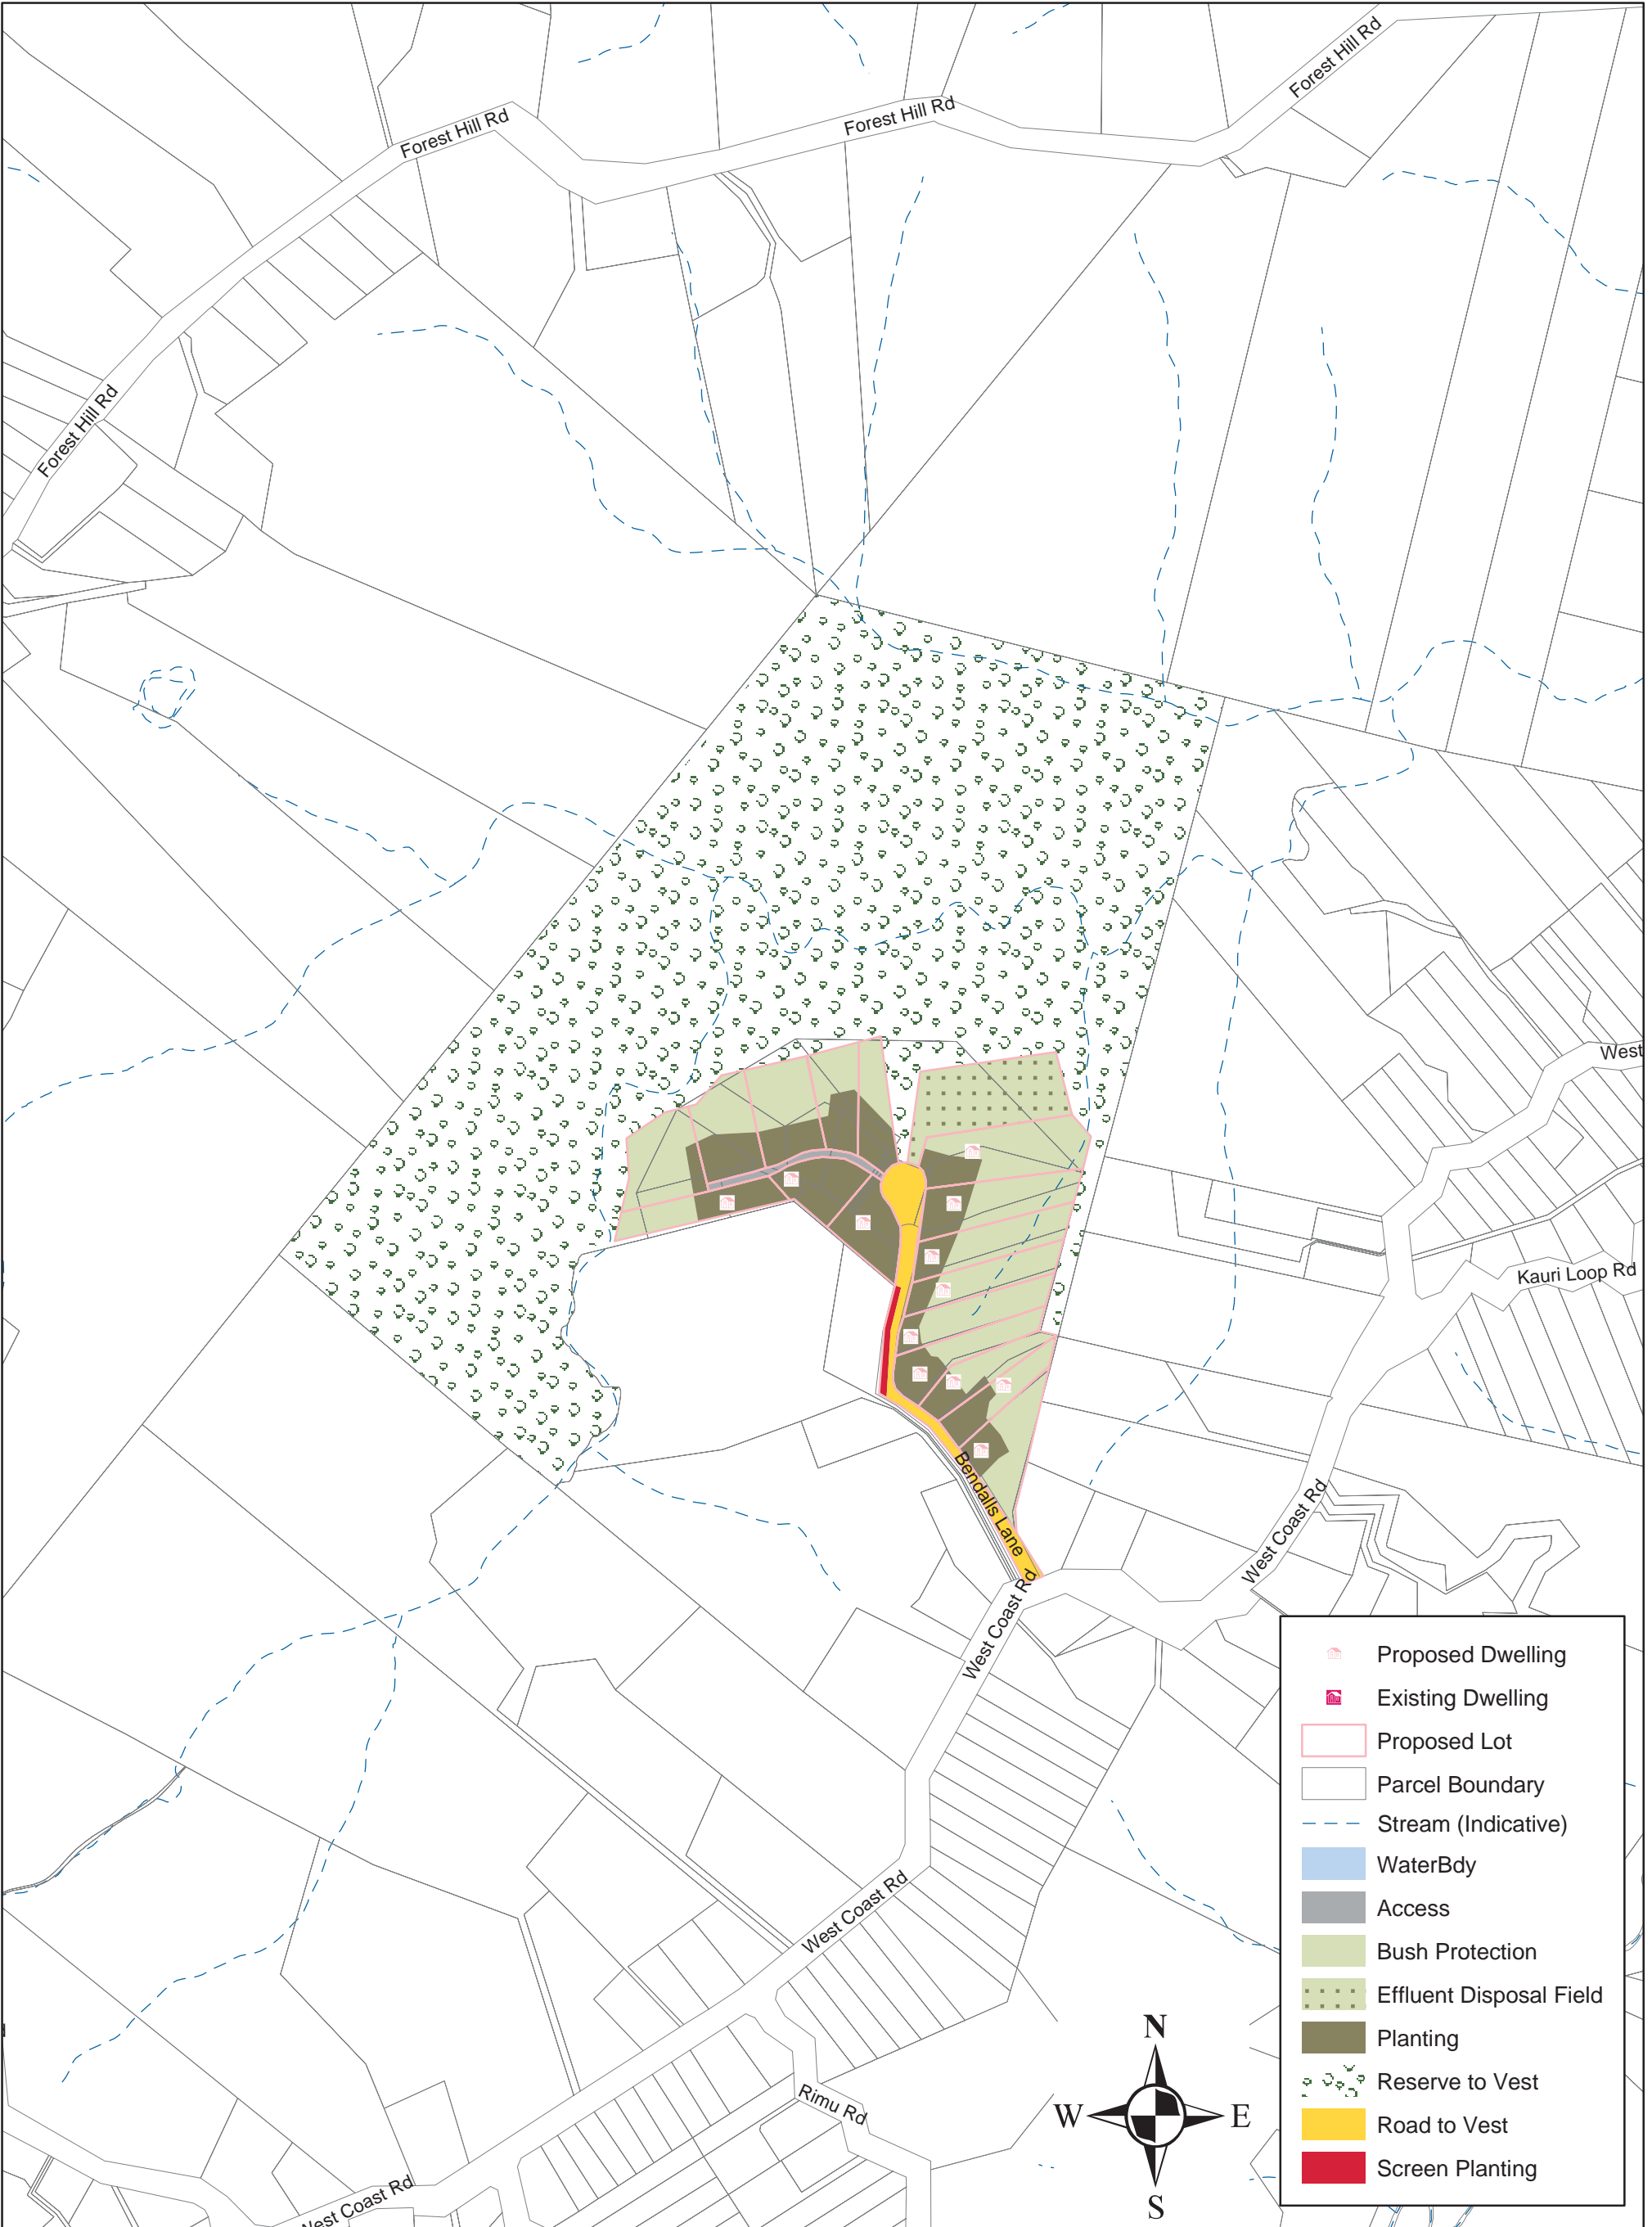 Forest Hill Rd
Forest Hill Rd
Forest Hill Rd
Forest Hill Rd
West
Kauri Loop Rd
Bendalls Lane
West Coast Rd
West Coast Rd
West Coast Rd
Rimu Rd
West Coast Rd
Proposed Dwelling
Existing Dwelling
Proposed Lot
Parcel Boundary
Stream (Indicative)
WaterBdy
Access
Bush Protection
Effluent Disposal Field
Planting
Reserve to Vest
Road to Vest
Screen Planting
N
W
E
S